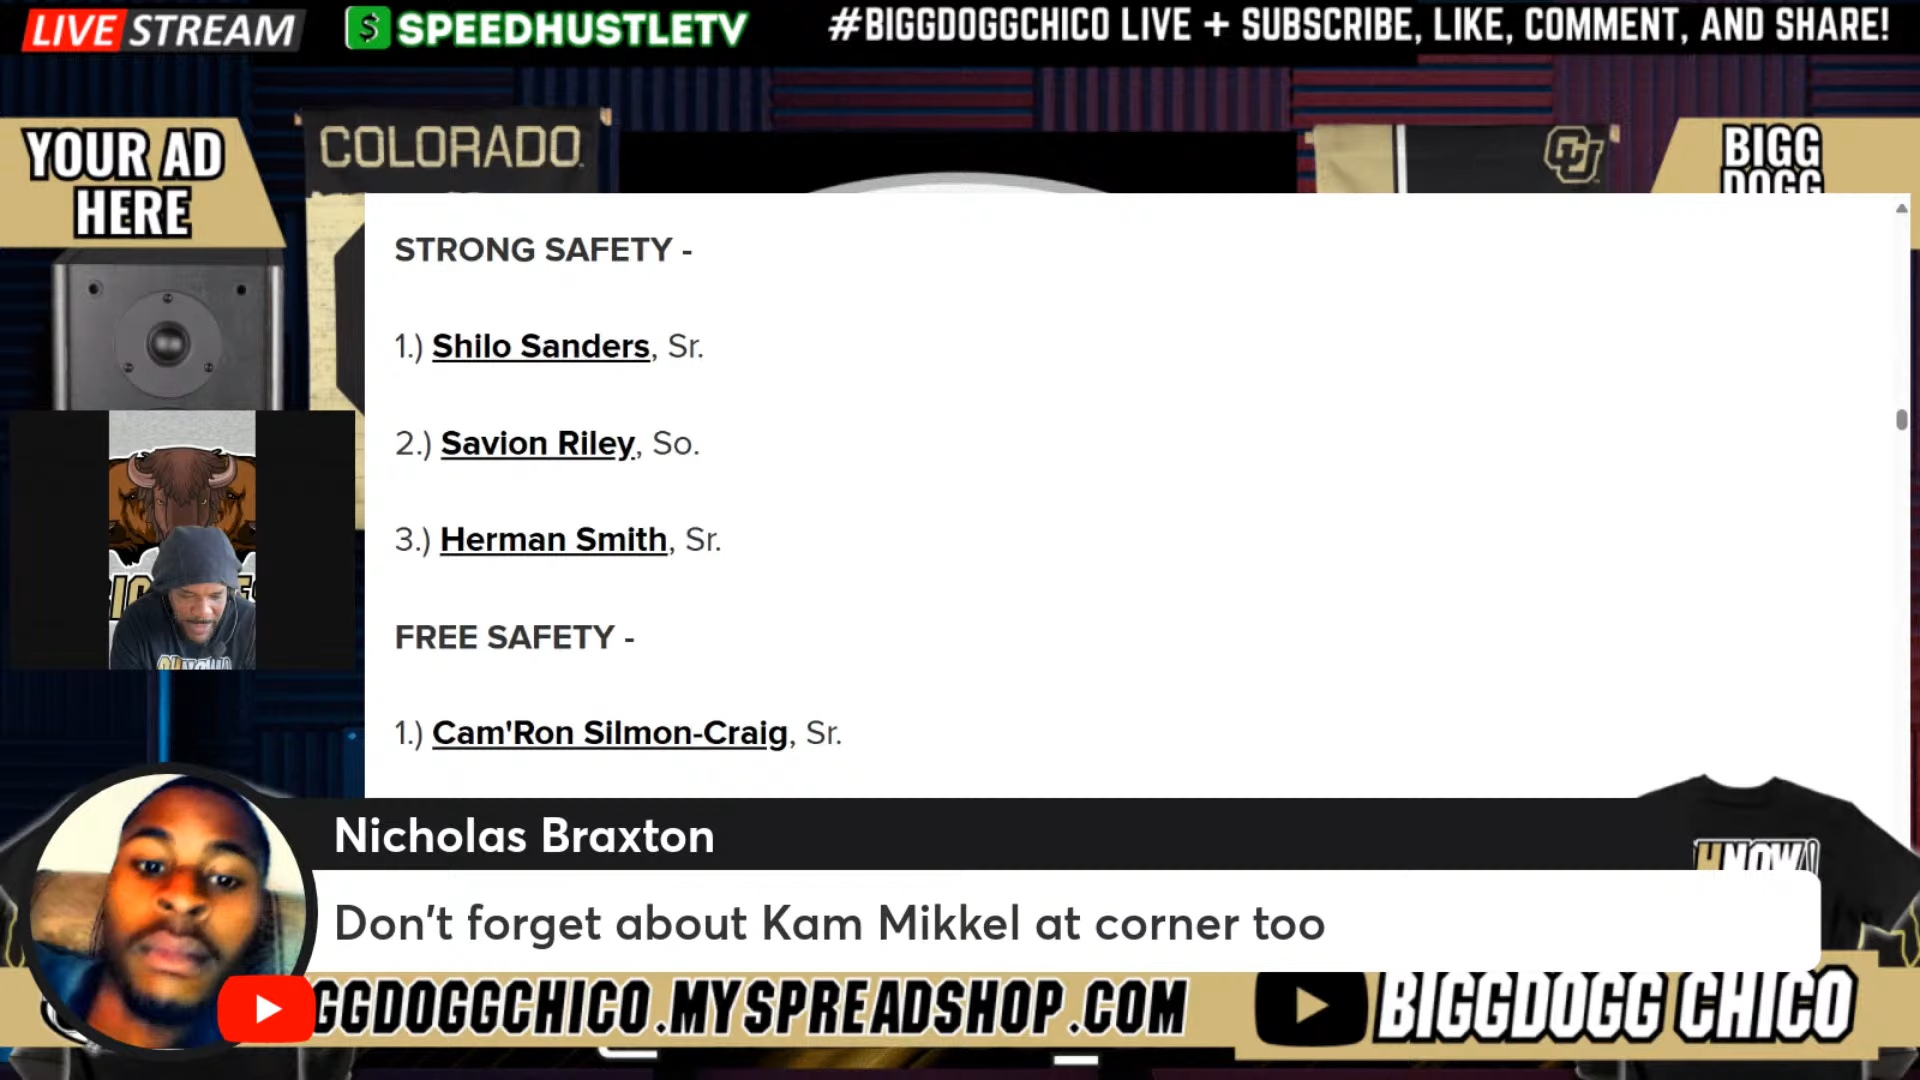 LIVE STREAM
$ SPEEDHUSTLETV
#BIGGDOGGCHICO LIVE + SUBSCRIBE, LIKE, COMMENT, AND SHARE!
YOUR AD
HERE
COLORADO
CU
BIGG
DOGG
STRONG SAFETY -
1.) Shilo Sanders, Sr.
2.) Savion Riley, So.
3.) Herman Smith, Sr.
FREE SAFETY -
1.) Cam'Ron Silmon-Craig, Sr.
Nicholas Braxton
Don't forget about Kam Mikkel at corner too
GGDOGGCHICO.MYSPREADSHOP.COM
BIGGDOGG CHICO